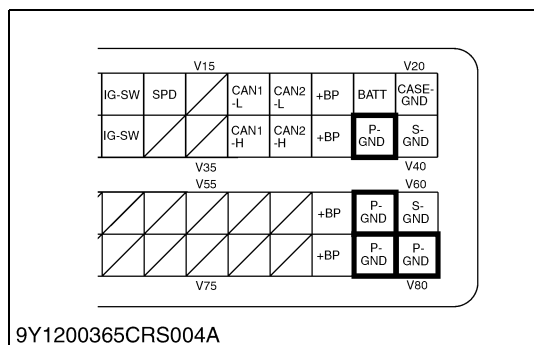 V15 V20
IG-SW SPD CAN1 -L CAN2 -L +BP BATT CASE- GND
IG-SW CAN1 -H CAN2 -H +BP P- GND S- GND
V35 V40
V55 V60
+BP P- GND S- GND
+BP P- GND P- GND
V75 V80
9Y1200365CRS004A